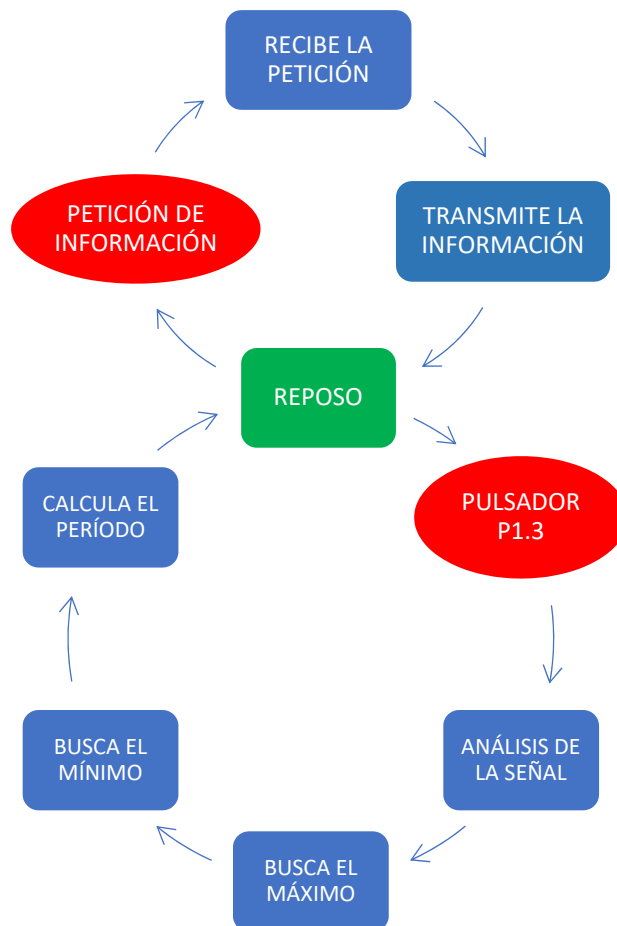 RECIBE LA
PETICIÓN
PETICIÓN DE
INFORMACIÓN
TRANSMITE LA
INFORMACIÓN
REPOSO
CALCULA EL
PERÍODO
PULSADOR
P1.3
BUSCA EL
MÍNIMO
ANÁLISIS DE
LA SEÑAL
BUSCA EL
MÁXIMO